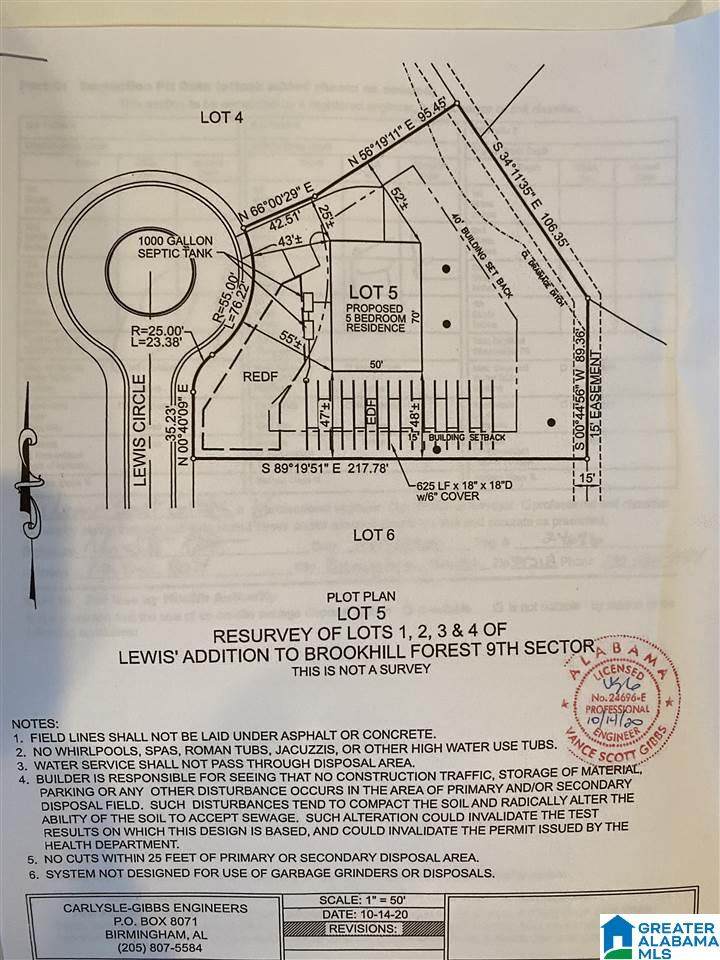 LOT 4
N 56°19'11" E 95.45'
S 34°11'35" E 106.35'
N 66°00'29" E
42.51'
25'±
52'±
43'±
1000 GALLON
SEPTIC TANK
40' BUILDING SET BACK
℄ DRAINAGE DITCH
LOT 5
PROPOSED
5 BEDROOM
RESIDENCE
70'
50'
R=55.00'
L=76.22'
R=25.00'
L=23.38'
55'±
REDF
LEWIS CIRCLE
N 00°40'09" E
35.23'
47'±
EDF
48'±
15' BUILDING SETBACK
S 00°44'56" W 89.36'
15' EASEMENT
S 89°19'51" E 217.78'
625 LF x 18" x 18"D
w/6" COVER
15'
LOT 6
PLOT PLAN
LOT 5
RESURVEY OF LOTS 1, 2, 3 & 4 OF
LEWIS' ADDITION TO BROOKHILL FOREST 9TH SECTOR
THIS IS NOT A SURVEY
ALABAMA
LICENSED
VSG
No. 24696-E
PROFESSIONAL
10/14/20
ENGINEER
VANCE SCOTT GIBBS
NOTES:
1. FIELD LINES SHALL NOT BE LAID UNDER ASPHALT OR CONCRETE.
2. NO WHIRLPOOLS, SPAS, ROMAN TUBS, JACUZZIS, OR OTHER HIGH WATER USE TUBS.
3. WATER SERVICE SHALL NOT PASS THROUGH DISPOSAL AREA.
4. BUILDER IS RESPONSIBLE FOR SEEING THAT NO CONSTRUCTION TRAFFIC, STORAGE OF MATERIAL,
PARKING OR ANY OTHER DISTURBANCE OCCURS IN THE AREA OF PRIMARY AND/OR SECONDARY
DISPOSAL FIELD. SUCH DISTURBANCES TEND TO COMPACT THE SOIL AND RADICALLY ALTER THE
ABILITY OF THE SOIL TO ACCEPT SEWAGE. SUCH ALTERATION COULD INVALIDATE THE TEST
RESULTS ON WHICH THIS DESIGN IS BASED, AND COULD INVALIDATE THE PERMIT ISSUED BY THE
HEALTH DEPARTMENT.
5. NO CUTS WITHIN 25 FEET OF PRIMARY OR SECONDARY DISPOSAL AREA.
6. SYSTEM NOT DESIGNED FOR USE OF GARBAGE GRINDERS OR DISPOSALS.
CARLYSLE-GIBBS ENGINEERS
P.O. BOX 8071
BIRMINGHAM, AL
(205) 807-5584
SCALE: 1" = 50'
DATE: 10-14-20
REVISIONS:
GREATER
ALABAMA
MLS